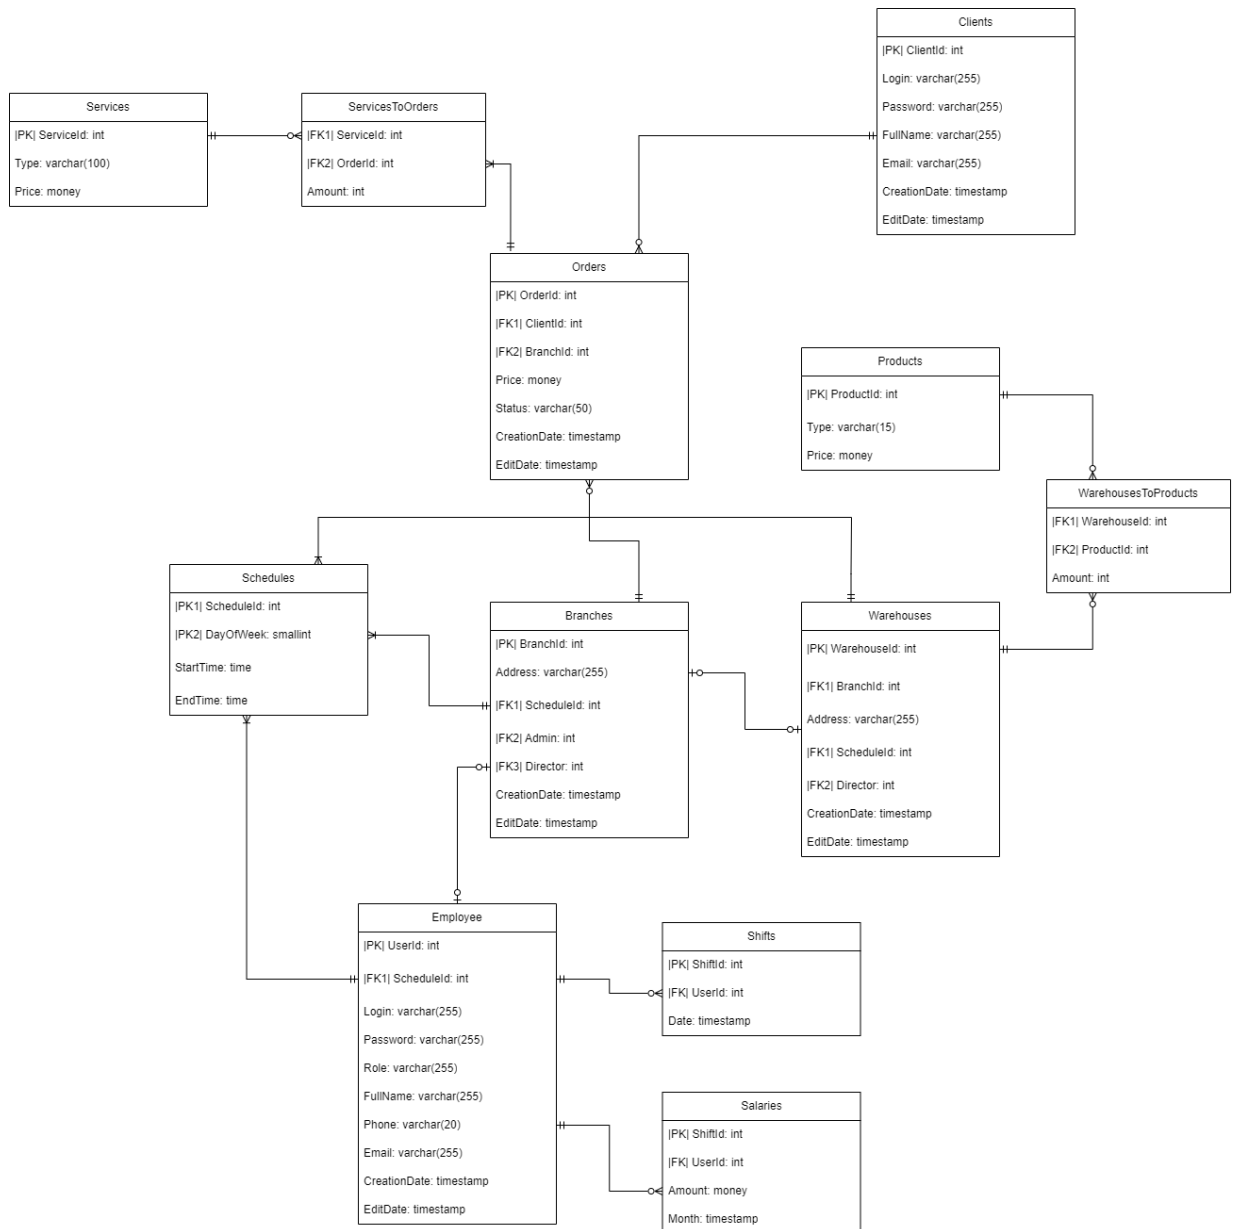 Clients
|PK| ClientId: int
Login: varchar(255)
Password: varchar(255)
FullName: varchar(255)
Email: varchar(255)
CreationDate: timestamp
EditDate: timestamp
Services
|PK| ServiceId: int
Type: varchar(100)
Price: money
ServicesToOrders
|FK1| ServiceId: int
|FK2| OrderId: int
Amount: int
Orders
|PK| OrderId: int
|FK1| ClientId: int
|FK2| BranchId: int
Price: money
Status: varchar(50)
CreationDate: timestamp
EditDate: timestamp
Products
|PK| ProductId: int
Type: varchar(15)
Price: money
WarehousesToProducts
|FK1| WarehouseId: int
|FK2| ProductId: int
Amount: int
Schedules
|PK1| ScheduleId: int
|PK2| DayOfWeek: smallint
StartTime: time
EndTime: time
Branches
|PK| BranchId: int
Address: varchar(255)
|FK1| ScheduleId: int
|FK2| Admin: int
|FK3| Director: int
CreationDate: timestamp
EditDate: timestamp
Warehouses
|PK| WarehouseId: int
|FK1| BranchId: int
Address: varchar(255)
|FK1| ScheduleId: int
|FK2| Director: int
CreationDate: timestamp
EditDate: timestamp
Employee
|PK| UserId: int
|FK1| ScheduleId: int
Login: varchar(255)
Password: varchar(255)
Role: varchar(255)
FullName: varchar(255)
Phone: varchar(20)
Email: varchar(255)
CreationDate: timestamp
EditDate: timestamp
Shifts
|PK| ShiftId: int
|FK| UserId: int
Date: timestamp
Salaries
|PK| ShiftId: int
|FK| UserId: int
Amount: money
Month: timestamp